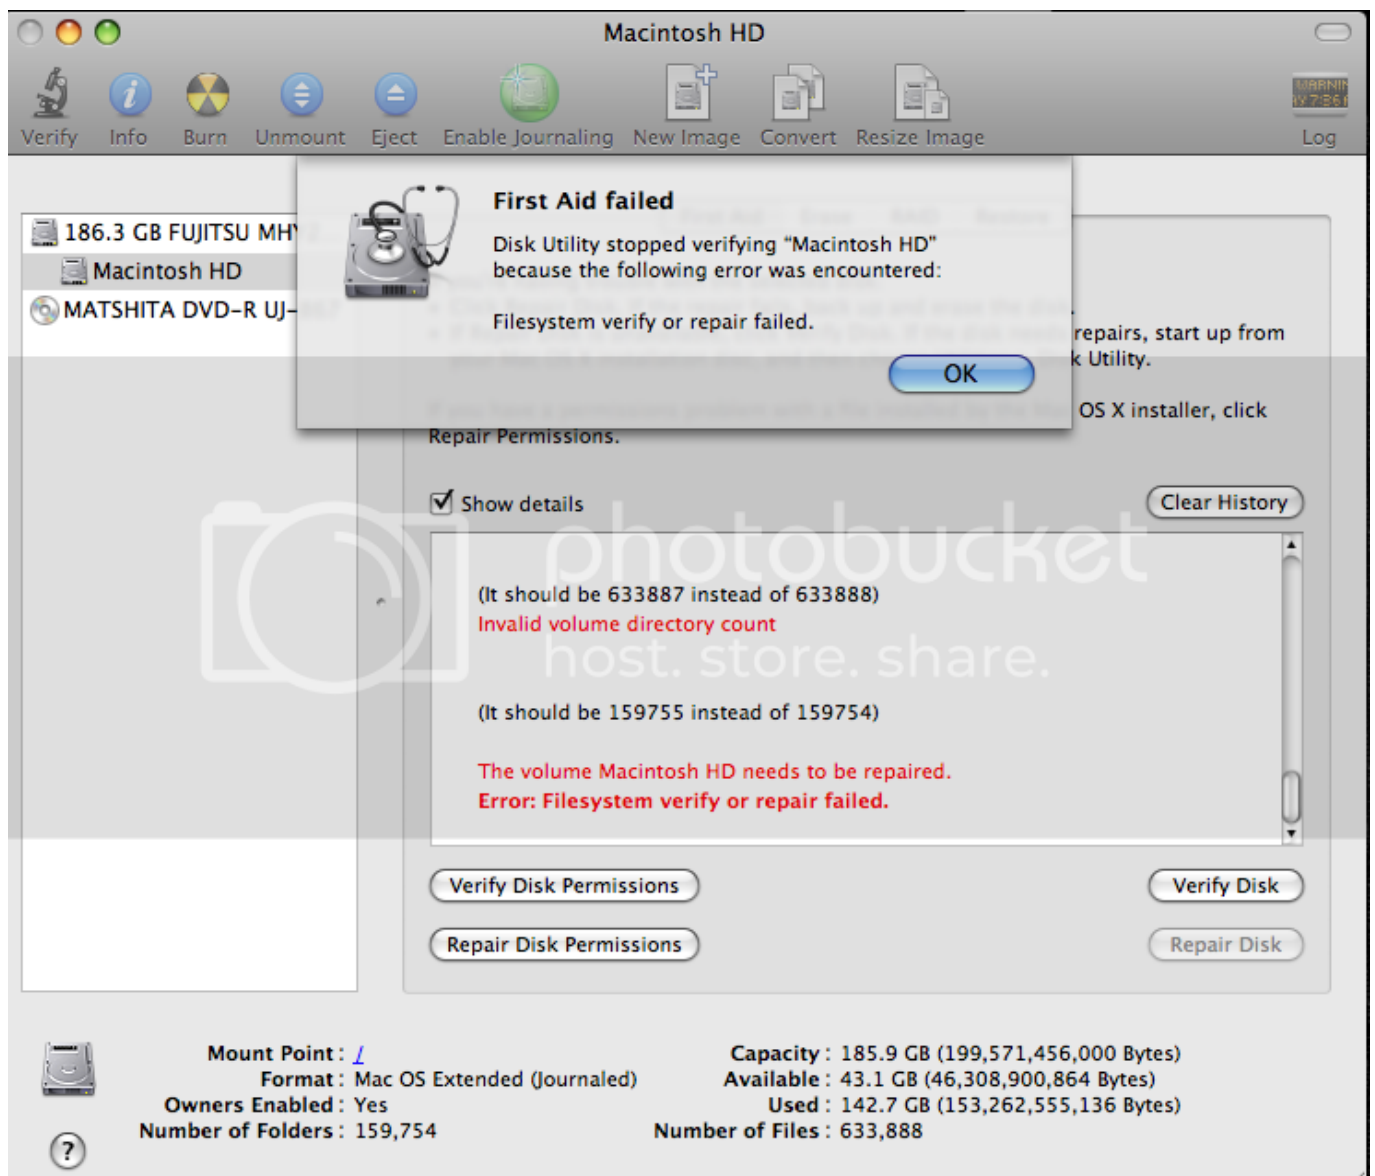 Macintosh HD
Verify Info Burn Unmount Eject Enable Journaling New Image Convert Resize Image Log
WARNIN
First Aid failed
186.3 GB FUJITSU MHY
Disk Utility stopped verifying “Macintosh HD”
because the following error was encountered:
Macintosh HD
MATSHITA DVD-R UJ-
Filesystem verify or repair failed.
repairs, start up from
k Utility.
OK
OS X installer, click
Repair Permissions.
Show details
Clear History
photobucket
host. store. share.
(It should be 633887 instead of 633888)
Invalid volume directory count
(It should be 159755 instead of 159754)
The volume Macintosh HD needs to be repaired.
Error: Filesystem verify or repair failed.
Verify Disk Permissions
Verify Disk
Repair Disk Permissions
Repair Disk
Mount Point : / Capacity : 185.9 GB (199,571,456,000 Bytes)
Format : Mac OS Extended (Journaled) Available : 43.1 GB (46,308,900,864 Bytes)
Owners Enabled : Yes Used : 142.7 GB (153,262,555,136 Bytes)
Number of Folders : 159,754 Number of Files : 633,888
?